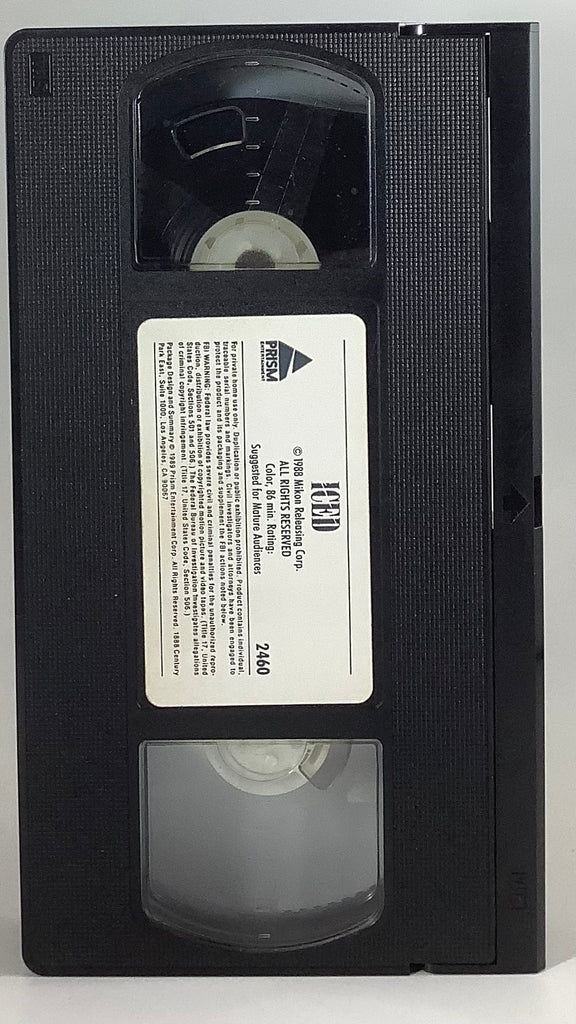 PRISM
ENTERTAINMENT
ICED
2460
© 1988 Mikon Releasing Corp.
ALL RIGHTS RESERVED
Color, 86 min. Rating:
Suggested for Mature Audiences
For private home use only. Duplication or public exhibition prohibited. Product contains individual,
traceable serial numbers and markings. Civil investigators and attorneys have been engaged to
protect the product and its packaging and supplement the FBI actions noted below.
FBI WARNING: Federal law provides severe civil and criminal penalties for the unauthorized repro-
duction, distribution or exhibition of copyrighted motion picture and video tapes. (Title 17, United
States Code, Sections 501 and 506.) The Federal Bureau of Investigation investigates allegations
of criminal copyright infringement. (Title 17, United States Code, Section 506.)
Package Design and Summary © 1989 Prism Entertainment Corp. All Rights Reserved. 1888 Century
Park East, Suite 1000, Los Angeles, CA 90067